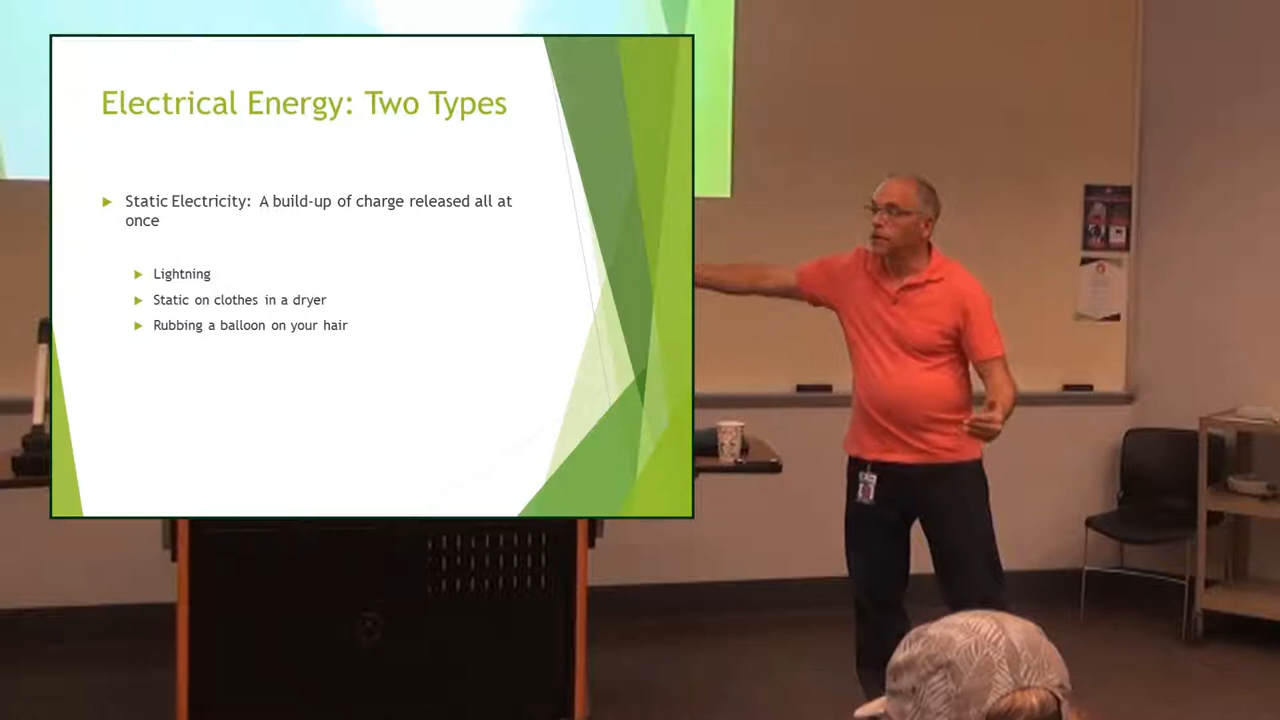 Electrical Energy: Two Types
Static Electricity: A build-up of charge released all at
once
Lightning
Static on clothes in a dryer
Rubbing a balloon on your hair